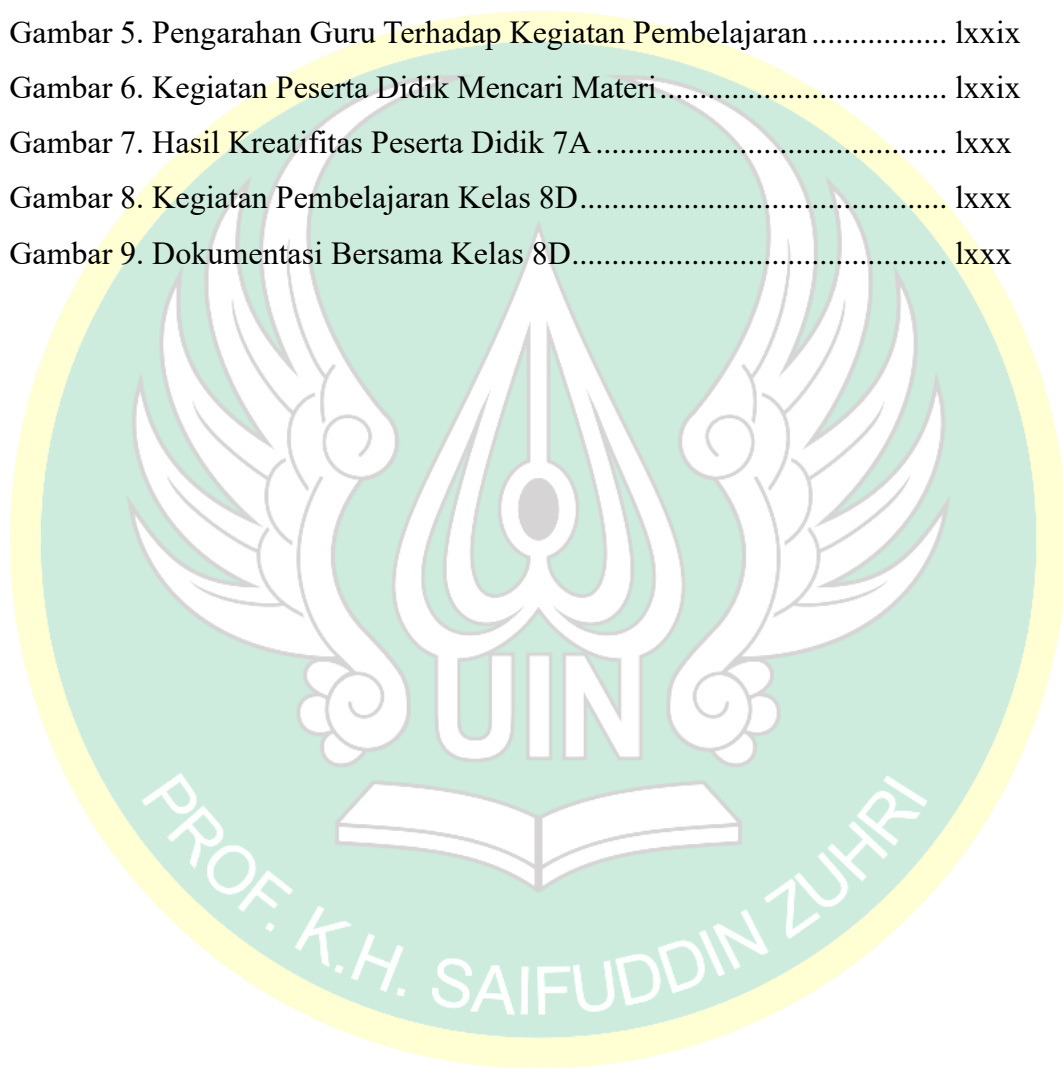 Gambar 5. Pengarahan Guru Terhadap Kegiatan Pembelajaran ................. lxxix
Gambar 6. Kegiatan Peserta Didik Mencari Materi .................................... lxxix
Gambar 7. Hasil Kreatifitas Peserta Didik 7A ............................................ lxxx
Gambar 8. Kegiatan Pembelajaran Kelas 8D .............................................. lxxx
Gambar 9. Dokumentasi Bersama Kelas 8D ............................................... lxxx
UIN
PROF. K.H. SAIFUDDIN ZUHRI